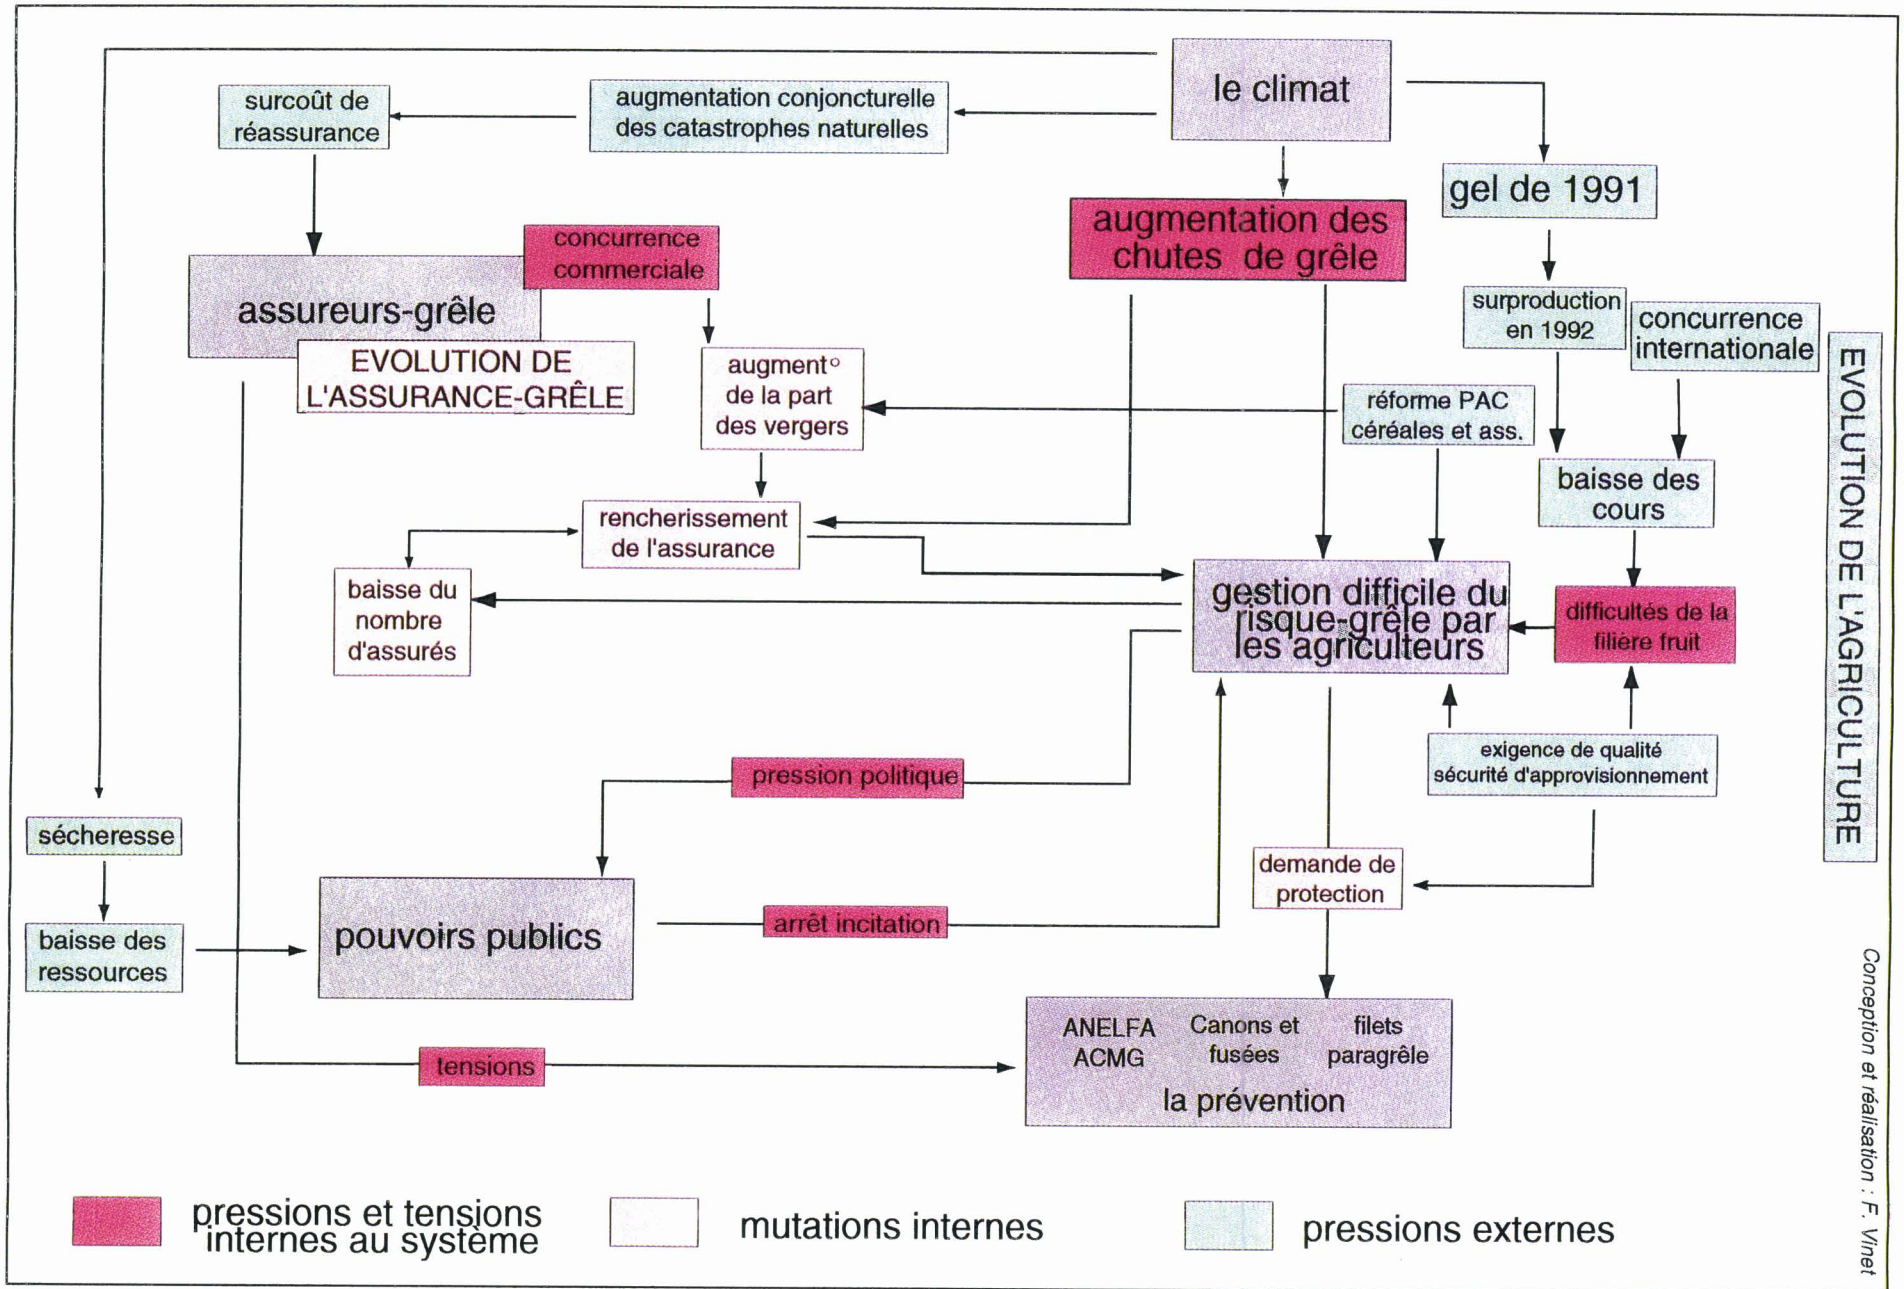 le climat
surcoût de
réassurance
augmentation conjoncturelle
des catastrophes naturelles
gel de 1991
augmentation des
chutes de grêle
concurrence
commerciale
assureurs-grêle
EVOLUTION DE
L'ASSURANCE-GRÊLE
surproduction
en 1992
concurrence
internationale
augment°
de la part
des vergers
réforme PAC
céréales et ass.
EVOLUTION DE L'AGRICULTURE
baisse des
cours
rencherissement
de l'assurance
baisse du
nombre
d'assurés
gestion difficile du
risque-grêle par
les agriculteurs
difficultés de la
filière fruit
exigence de qualité
sécurité d'approvisionnement
pression politique
sécheresse
demande de
protection
pouvoirs publics
arrêt incitation
baisse des
ressources
ANELFA
ACMG
Canons et
fusées
filets
paragrêle
la prévention
tensions
pressions et tensions
internes au système
mutations internes
pressions externes
Conception et réalisation : F. Vinet